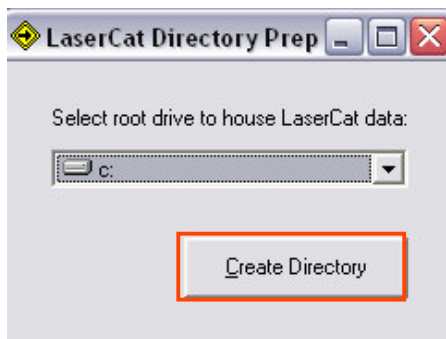 LaserCat Directory Prep
Select root drive to house LaserCat data:
c:
Create Directory